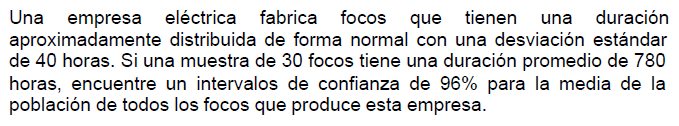 Una empresa eléctrica fabrica focos que tienen una duración
aproximadamente distribuida de forma normal con una desviación estándar
de 40 horas. Si una muestra de 30 focos tiene una duración promedio de 780
horas, encuentre un intervalos de confianza de 96% para la media de la
población de todos los focos que produce esta empresa.